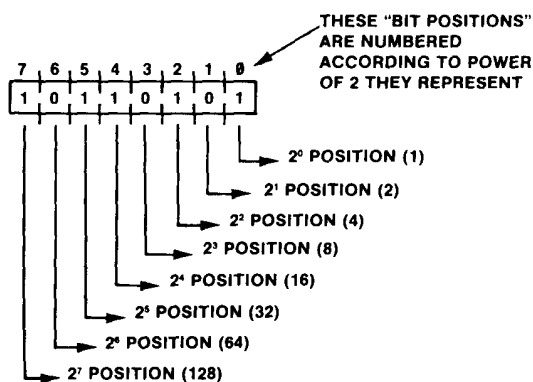 THESE “BIT POSITIONS”
ARE NUMBERED
ACCORDING TO POWER
OF 2 THEY REPRESENT
7 6 5 4 3 2 1 0
1 0 1 1 0 1 0 1
2⁰ POSITION (1)
2¹ POSITION (2)
2² POSITION (4)
2³ POSITION (8)
2⁴ POSITION (16)
2⁵ POSITION (32)
2⁶ POSITION (64)
2⁷ POSITION (128)